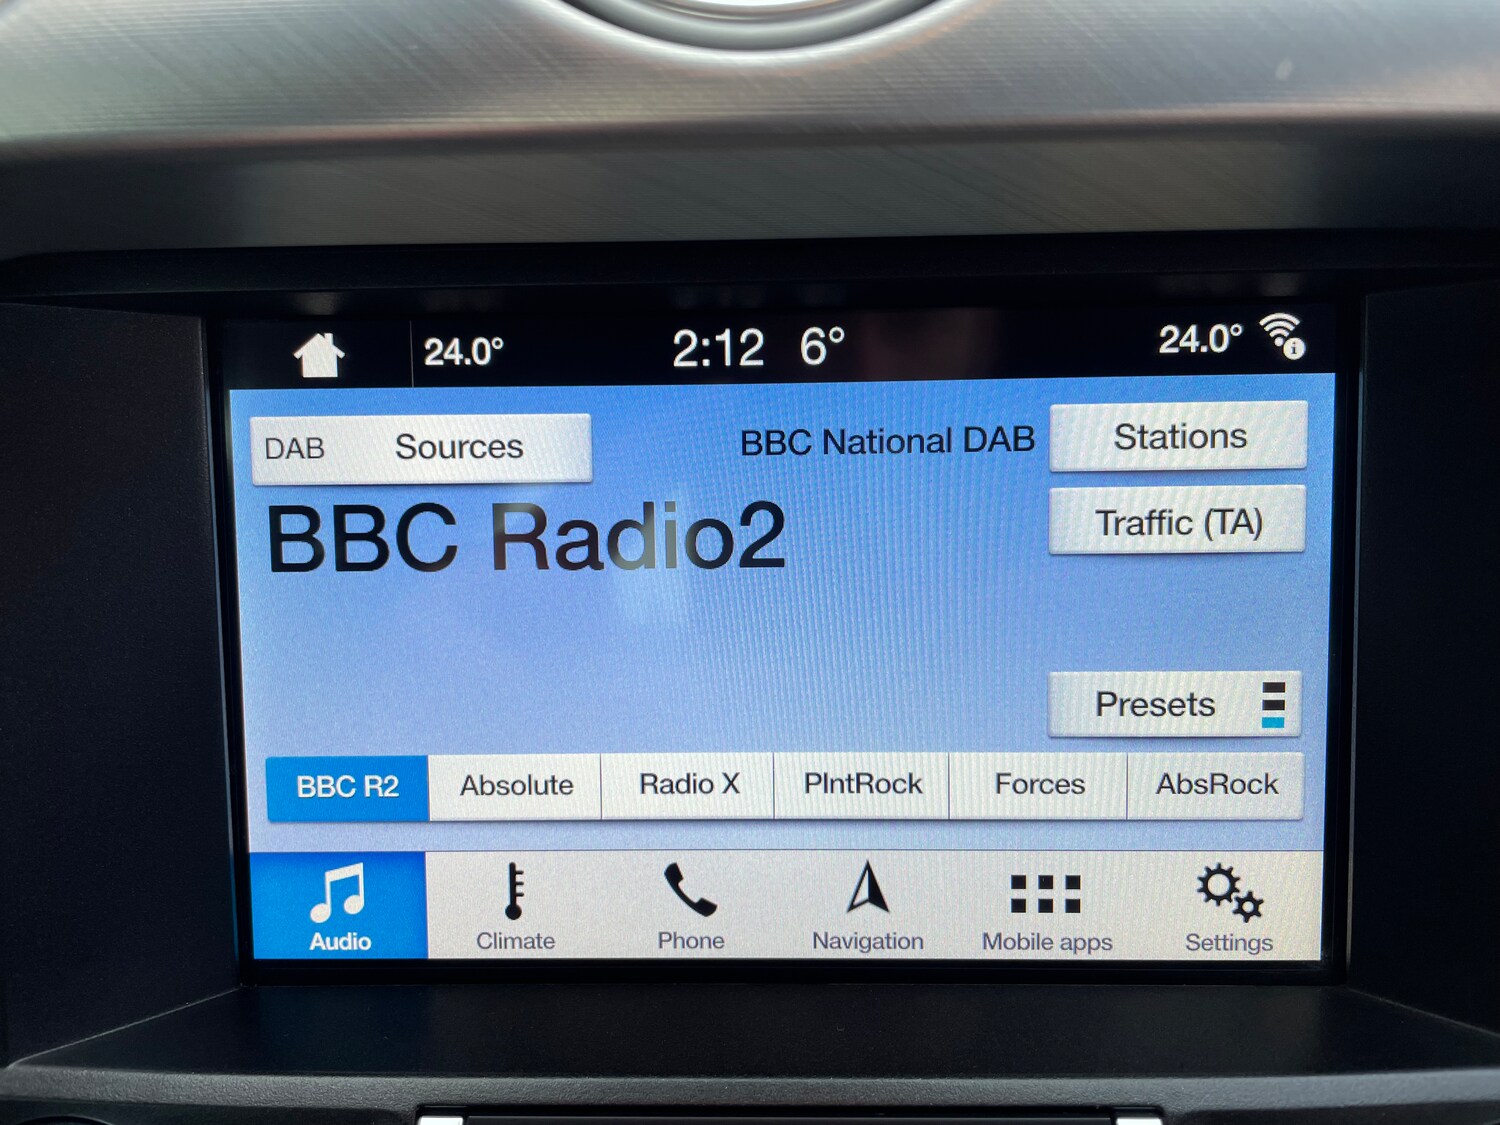 24.0° 2:12 6° 24.0°
DAB Sources BBC National DAB Stations
BBC Radio2
Traffic (TA)
Presets
BBC R2 Absolute Radio X PlntRock Forces AbsRock
Audio Climate Phone Navigation Mobile apps Settings